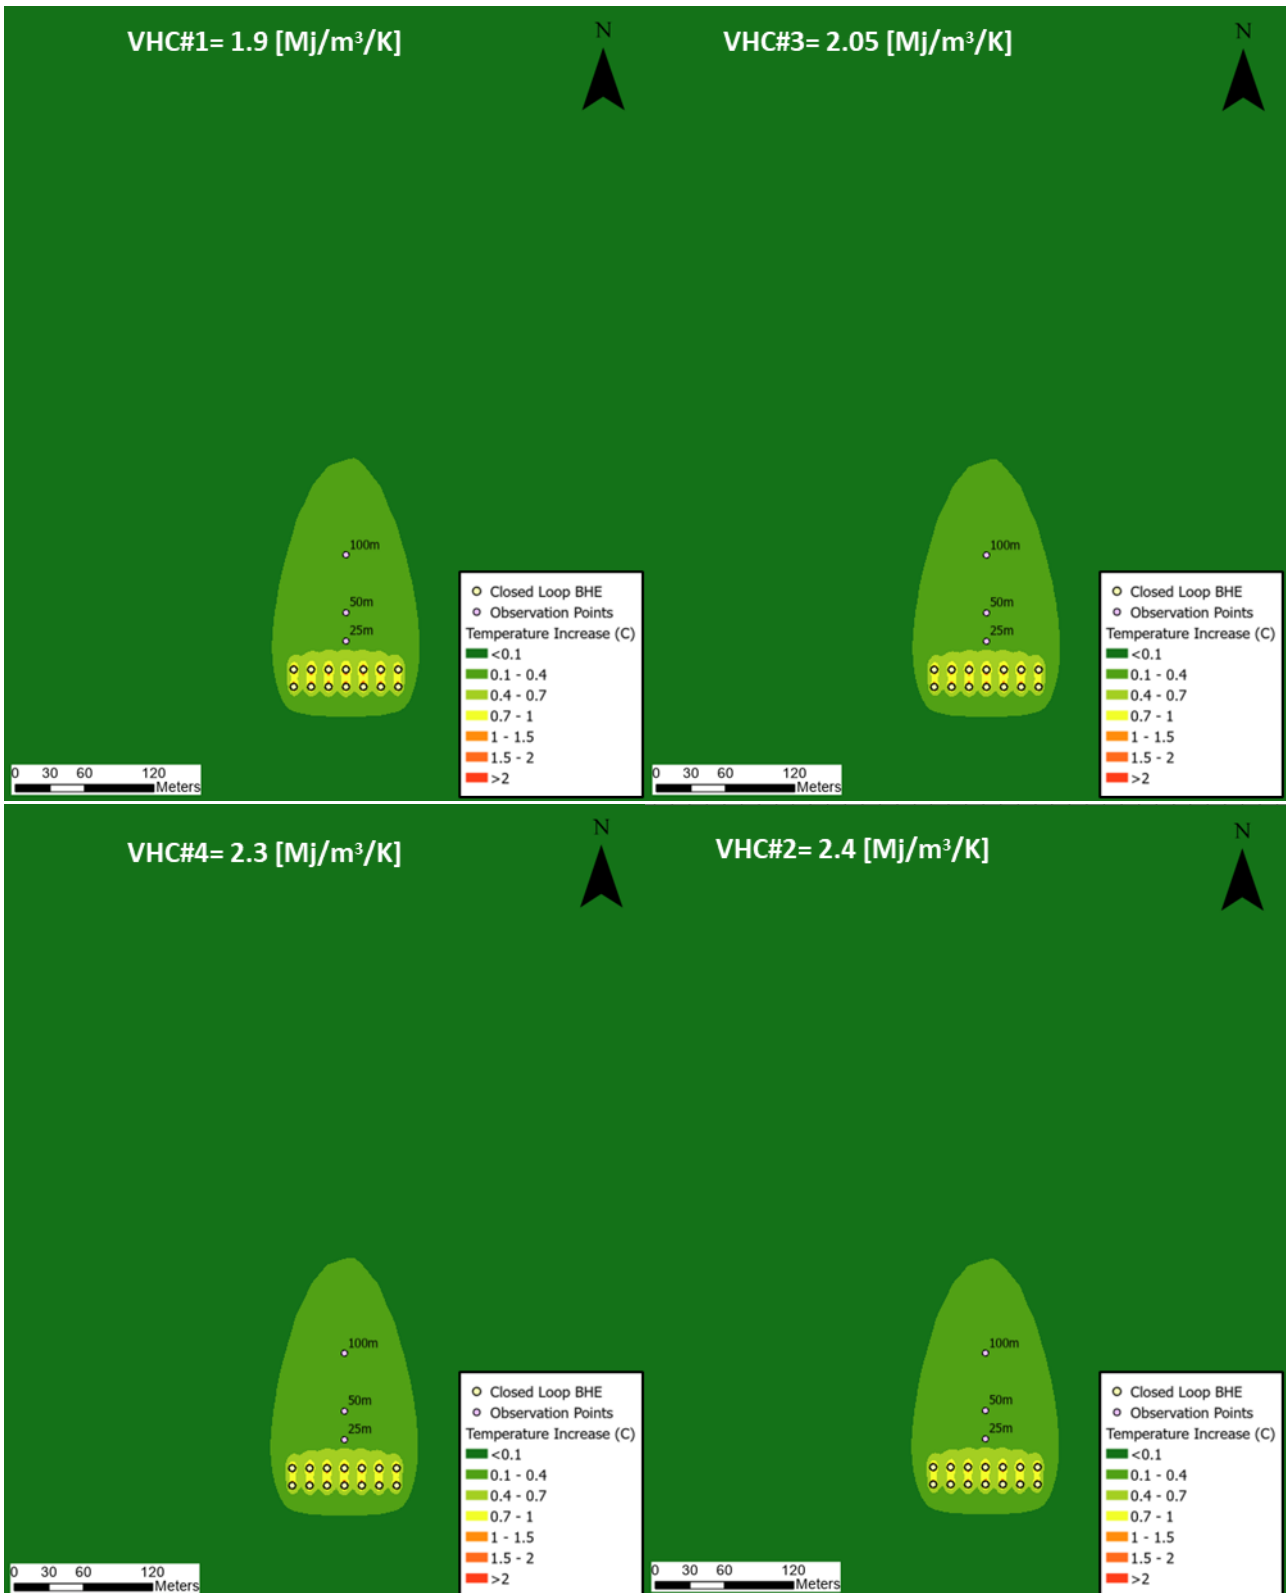 VHC#1= 1.9 [Mj/m³/K]
N
100m
50m
25m
Closed Loop BHE
Observation Points
Temperature Increase (C)
<0.1
0.1 - 0.4
0.4 - 0.7
0.7 - 1
1 - 1.5
1.5 - 2
>2
0 30 60 120
Meters
VHC#3= 2.05 [Mj/m³/K]
N
100m
50m
25m
Closed Loop BHE
Observation Points
Temperature Increase (C)
<0.1
0.1 - 0.4
0.4 - 0.7
0.7 - 1
1 - 1.5
1.5 - 2
>2
0 30 60 120
Meters
VHC#4= 2.3 [Mj/m³/K]
N
100m
50m
25m
Closed Loop BHE
Observation Points
Temperature Increase (C)
<0.1
0.1 - 0.4
0.4 - 0.7
0.7 - 1
1 - 1.5
1.5 - 2
>2
0 30 60 120
Meters
VHC#2= 2.4 [Mj/m³/K]
N
100m
50m
25m
Closed Loop BHE
Observation Points
Temperature Increase (C)
<0.1
0.1 - 0.4
0.4 - 0.7
0.7 - 1
1 - 1.5
1.5 - 2
>2
0 30 60 120
Meters